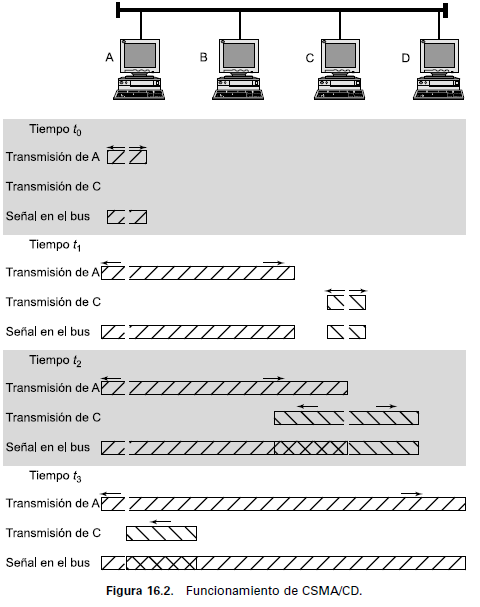 A B C D
Tiempo t0
Transmisión de A
Transmisión de C
Señal en el bus
Tiempo t1
Transmisión de A
Transmisión de C
Señal en el bus
Tiempo t2
Transmisión de A
Transmisión de C
Señal en el bus
Tiempo t3
Transmisión de A
Transmisión de C
Señal en el bus
Figura 16.2. Funcionamiento de CSMA/CD.